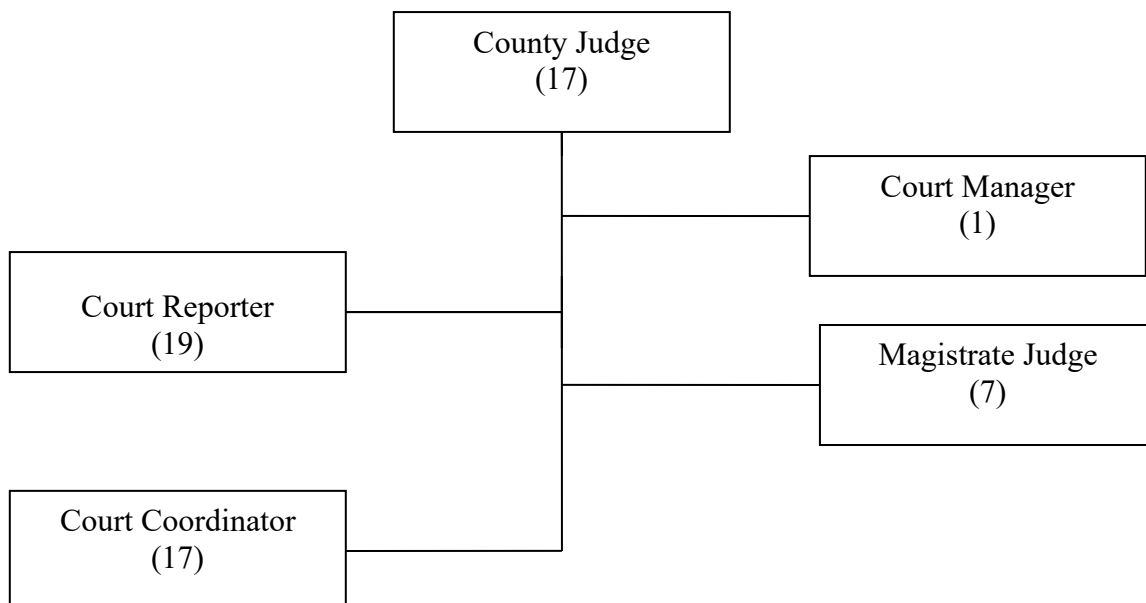 County Judge
(17)
Court Manager
(1)
Court Reporter
(19)
Magistrate Judge
(7)
Court Coordinator
(17)